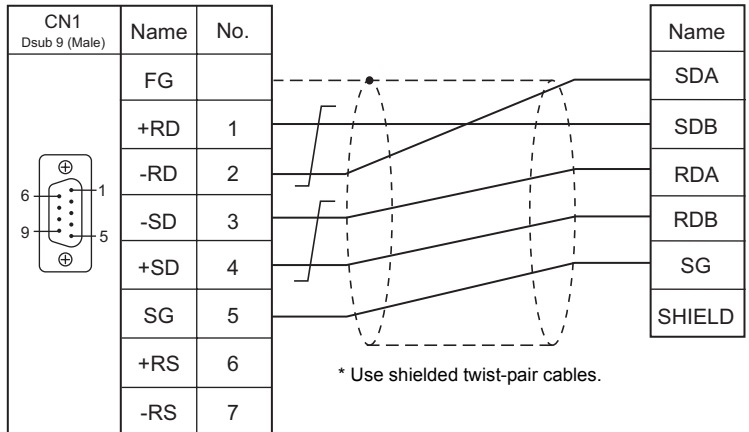 CN1
Dsub 9 (Male)
Name No.
Name
FG
SDA
+RD 1
SDB
-RD 2
RDA
6 1
9 5
-SD 3
RDB
+SD 4
SG
SG 5
SHIELD
+RS 6
* Use shielded twist-pair cables.
-RS 7